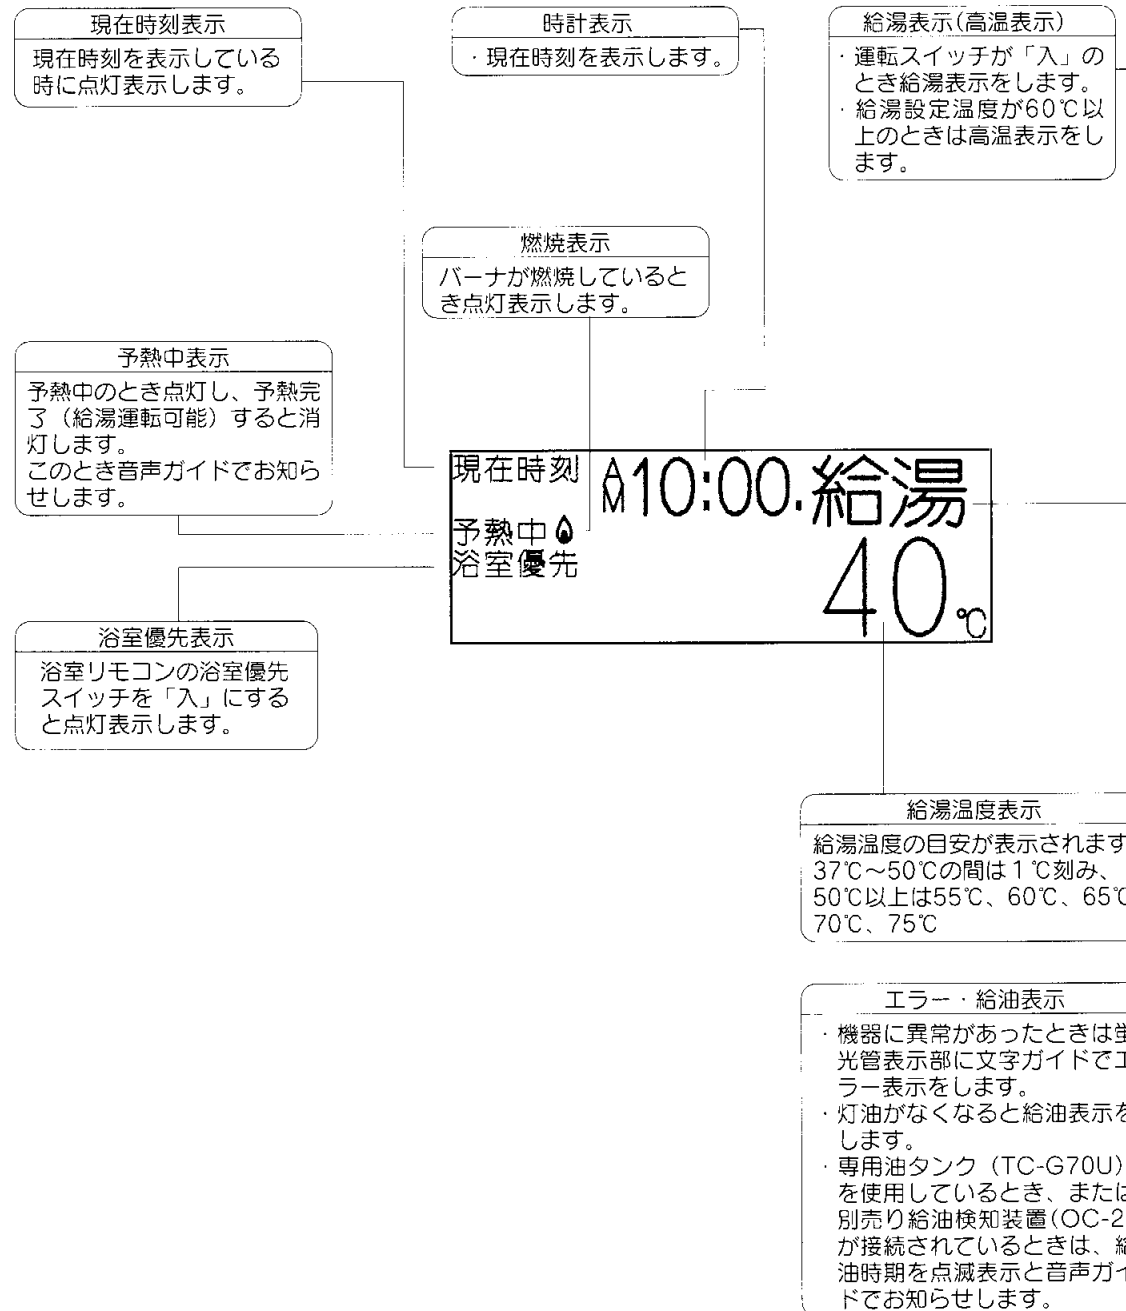 現在時刻表示
現在時刻を表示している
時に点灯表示します。
時計表示
・現在時刻を表示します。
給湯表示(高温表示)
・運転スイッチが「入」の
とき給湯表示をします。
・給湯設定温度が60℃以
上のときは高温表示をし
ます。
燃焼表示
バーナが燃焼していると
き点灯表示します。
予熱中表示
予熱中のとき点灯し、予熱完
了（給湯運転可能）すると消
灯します。
このとき音声ガイドでお知ら
せします。
現在時刻 AM10:00.給湯
予熱中
浴室優先
40℃
浴室優先表示
浴室リモコンの浴室優先
スイッチを「入」にする
と点灯表示します。
給湯温度表示
給湯温度の目安が表示されます
37℃～50℃の間は1℃刻み、
50℃以上は55℃、60℃、65℃
70℃、75℃
エラー・給油表示
・機器に異常があったときは蛍
光管表示部に文字ガイドでエ
ラー表示をします。
・灯油がなくなると給油表示を
します。
・専用油タンク（TC-G70U）
を使用しているとき、または
別売り給油検知装置(OC-2
が接続されているときは、給
油時期を点滅表示と音声ガイ
ドでお知らせします。